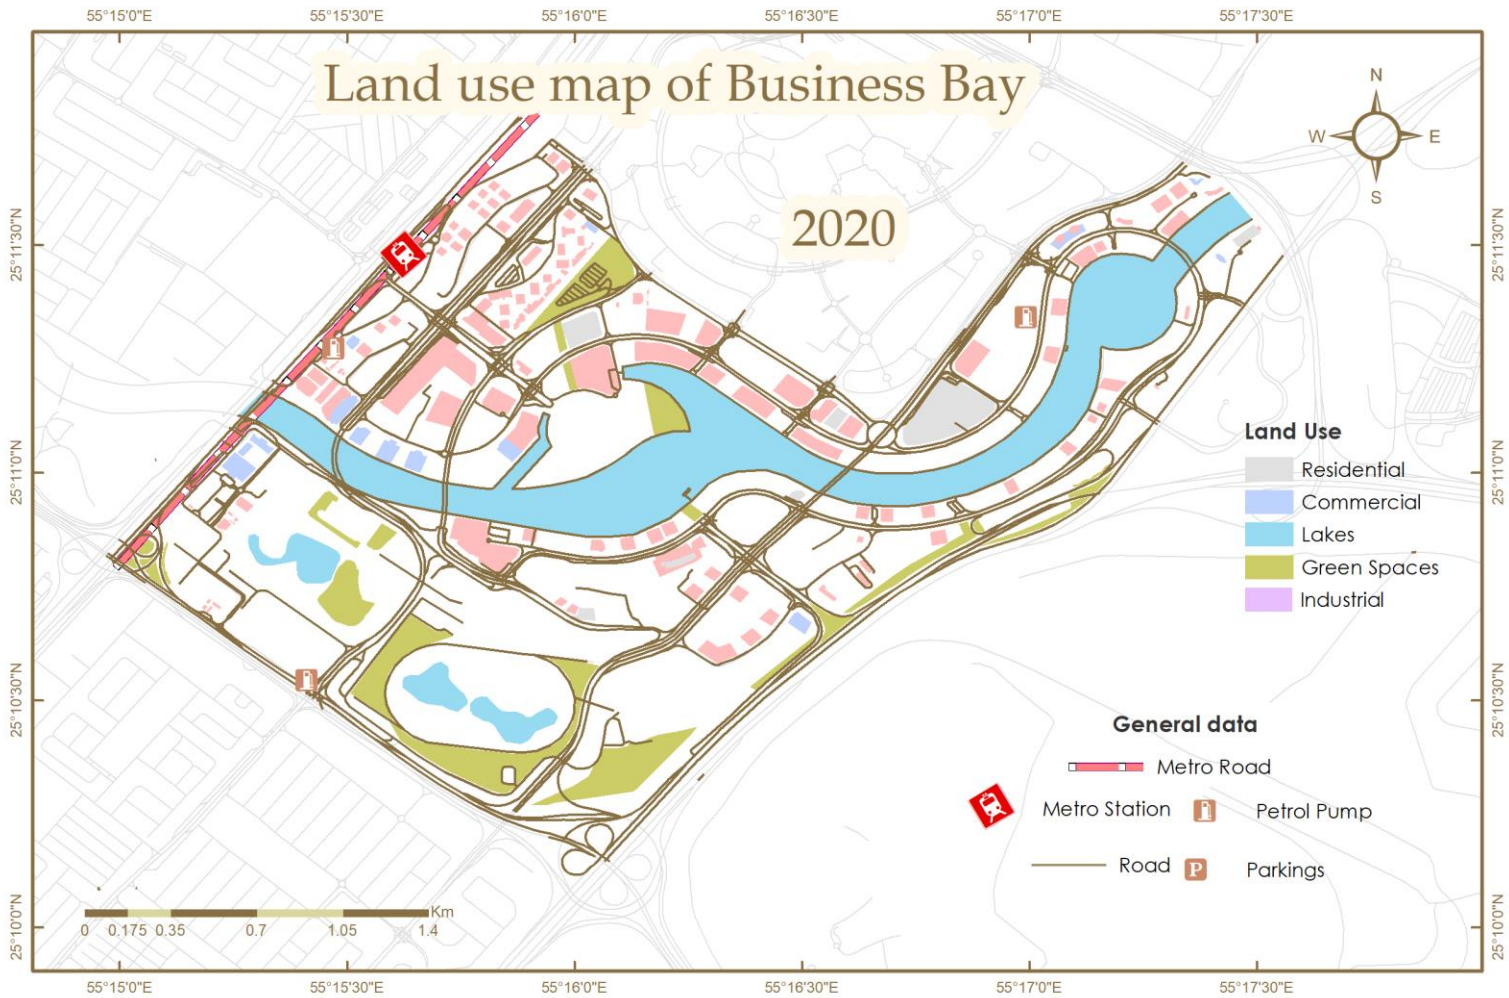 55°15'0"E 55°15'30"E 55°16'0"E 55°16'30"E 55°17'0"E 55°17'30"E
Land use map of Business Bay
2020
N
W E
S
25°11'30"N 25°11'30"N
25°11'0"N 25°11'0"N
25°10'30"N 25°10'30"N
25°10'0"N 25°10'0"N
Land Use
Residential
Commercial
Lakes
Green Spaces
Industrial
General data
Metro Road
Metro Station Petrol Pump
Road P Parkings
Km
0 0.175 0.35 0.7 1.05 1.4
55°15'0"E 55°15'30"E 55°16'0"E 55°16'30"E 55°17'0"E 55°17'30"E